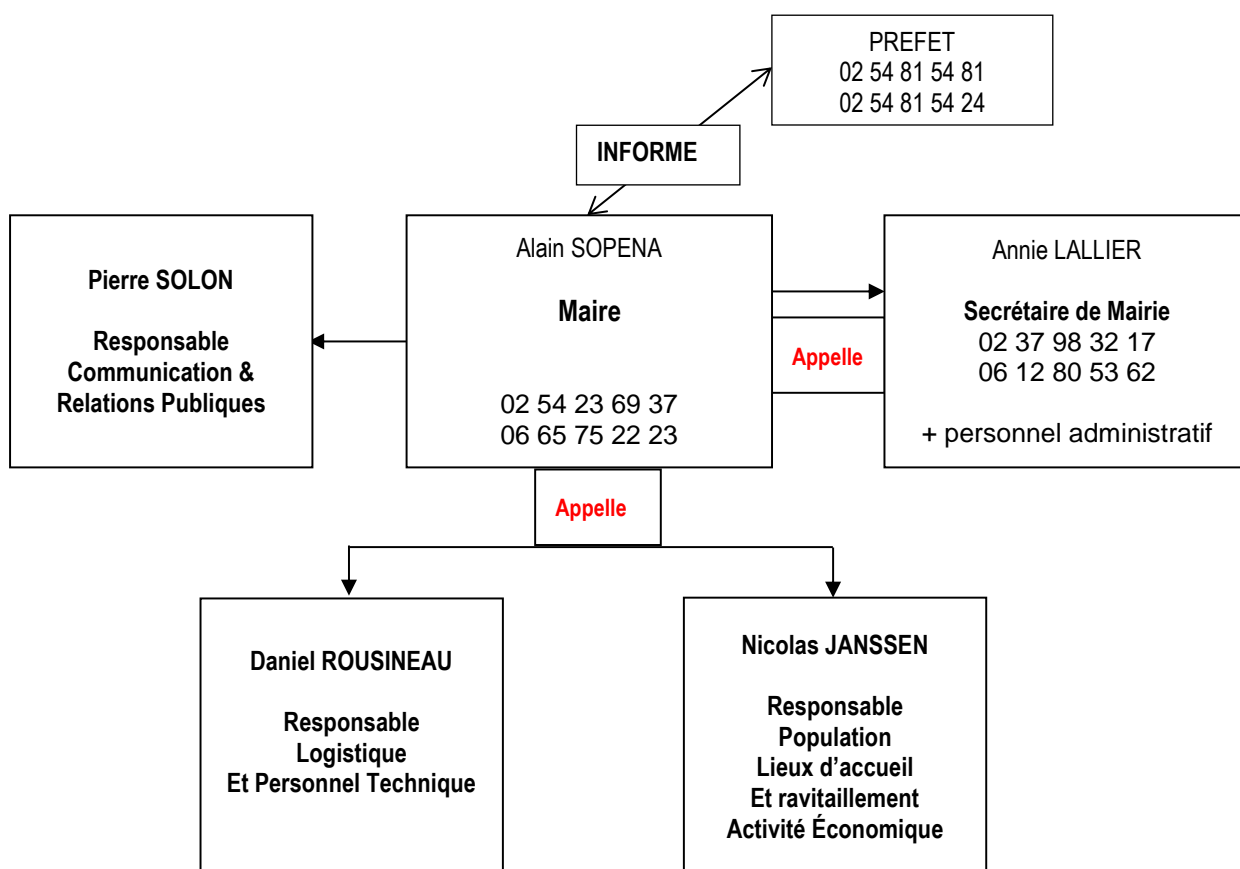 PREFET
02 54 81 54 81
02 54 81 54 24
INFORME
Pierre SOLON
Responsable
Communication &
Relations Publiques
Alain SOPENA
Maire
02 54 23 69 37
06 65 75 22 23
Appelle
Annie LALLIER
Secrétaire de Mairie
02 37 98 32 17
06 12 80 53 62
+ personnel administratif
Appelle
Daniel ROUSINEAU
Responsable
Logistique
Et Personnel Technique
Nicolas JANSSEN
Responsable
Population
Lieux d’accueil
Et ravitaillement
Activité Économique